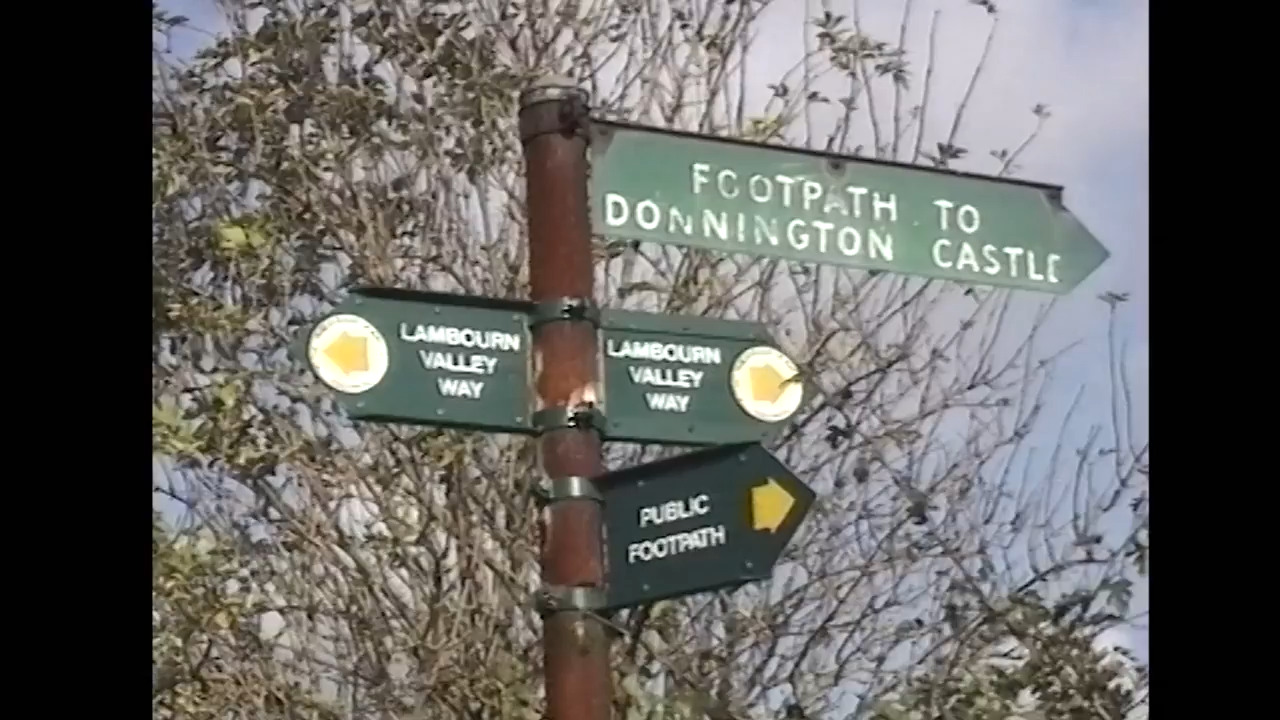 FOOTPATH TO
DONNINGTON CASTLE
LAMBOURN
VALLEY
WAY
LAMBOURN
VALLEY
WAY
PUBLIC
FOOTPATH